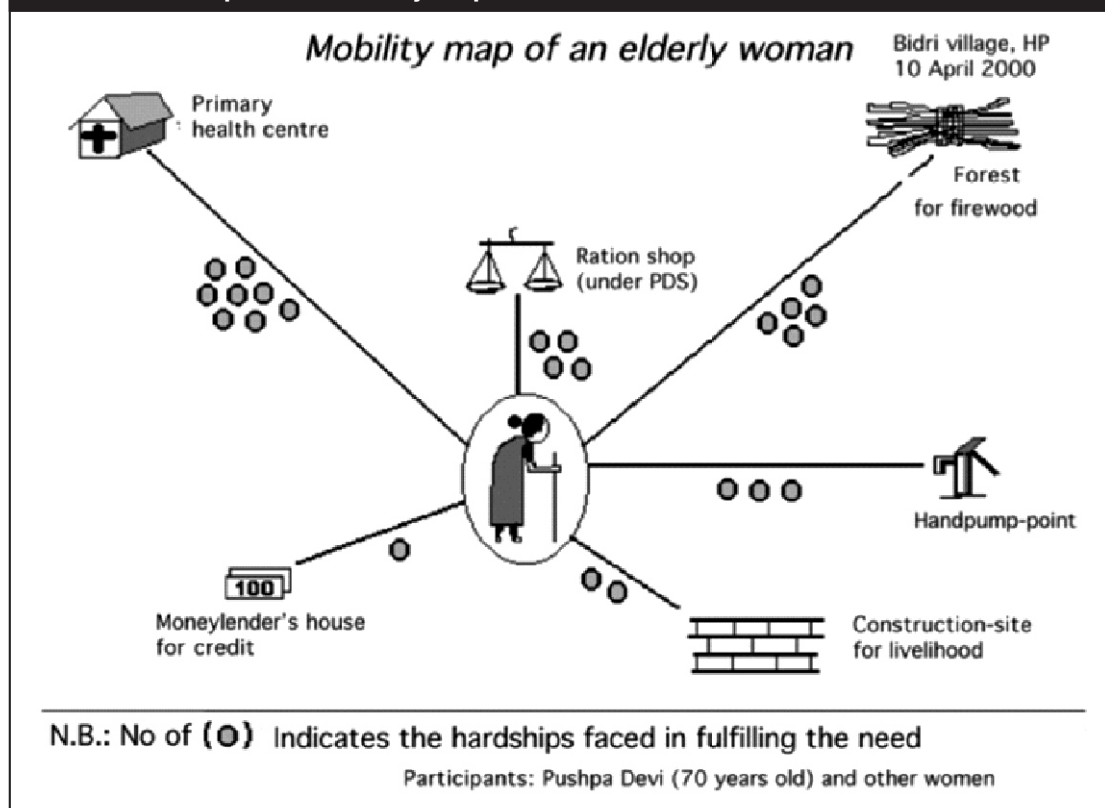 Mobility map of an elderly woman
Bidri village, HP
10 April 2000
Primary
health centre
Forest
for firewood
Ration shop
(under PDS)
Handpump-point
100
Moneylender's house
for credit
Construction-site
for livelihood
N.B.: No of ( ) Indicates the hardships faced in fulfilling the need
Participants: Pushpa Devi (70 years old) and other women